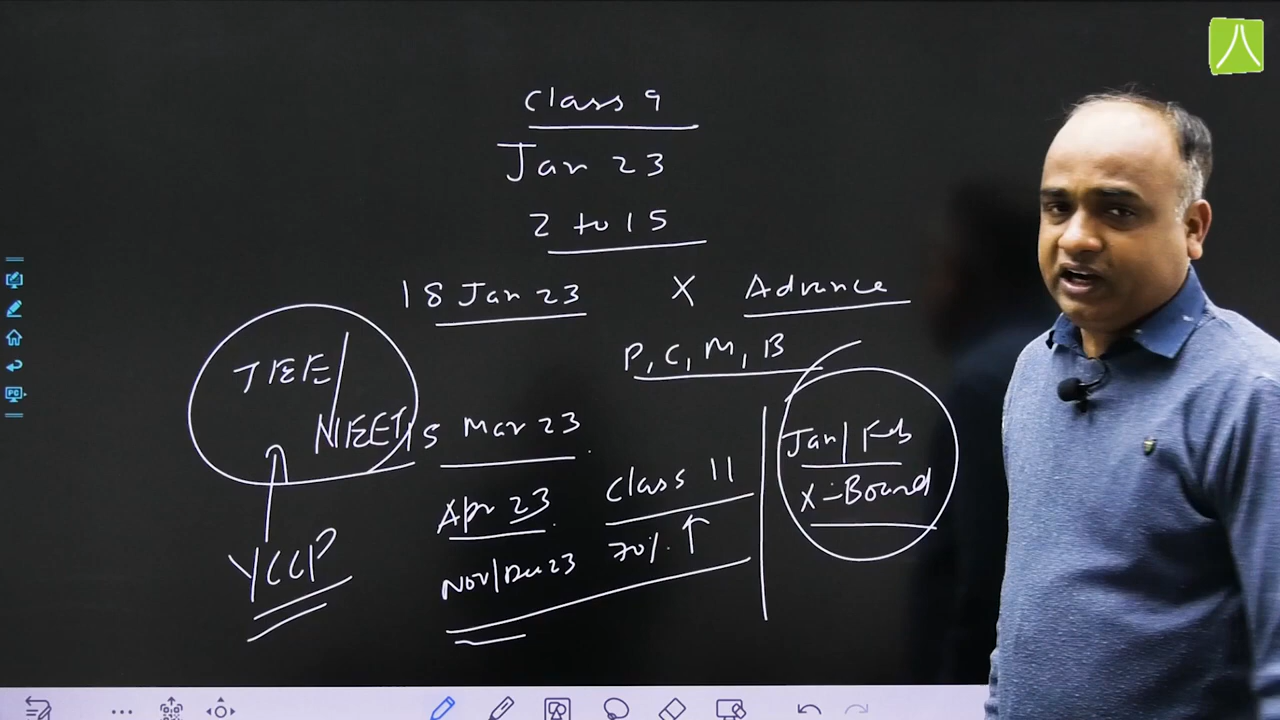 Class 9
Jan 23
2 to 15
18 Jan 23 X Advance
P, C, M, B
JEE/
NEET
15 Mar 23
Jan/Feb
X-Board
Apr 23
Class 11
Nov/Dec 23
70% ↑
YCCP
PC